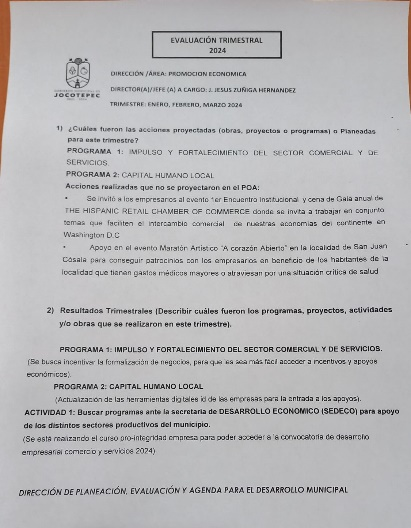 EVALUACIÓN TRIMESTRAL
2024
JOCOTEPEC
DIRECCIÓN /ÁREA: PROMOCION ECONOMICA
DIRECTOR(A)/JEFE (A) A CARGO: J. JESUS ZUÑIGA HERNANDEZ
TRIMESTRE: ENERO, FEBRERO, MARZO 2024
1) ¿Cuáles fueron las acciones proyectadas (obras, proyectos o programas) o Planeadas
para este trimestre?
PROGRAMA 1: IMPULSO Y FORTALECIMIENTO DEL SECTOR COMERCIAL Y DE
SERVICIOS.
PROGRAMA 2: CAPITAL HUMANO LOCAL
Acciones realizadas que no se proyectaron en el POA:
• Se invitó a los empresarios al evento 1er Encuentro Institucional y cena de Gala anual de
THE HISPANIC RETAIL CHAMBER OF COMMERCE donde se invita a trabajar en conjunto
temas que faciliten el intercambio comercial de nuestras economías del continente en
Washington D.C
• Apoyo en el evento Maratón Artístico "A corazón Abierto" en la localidad de San Juan
Cósala para conseguir patrocinios con los empresarios en beneficio de los habitantes de la
localidad que tienen gastos médicos mayores o atraviesan por una situación crítica de salud
2) Resultados Trimestrales (Describir cuáles fueron los programas, proyectos, actividades
y/o obras que se realizaron en este trimestre).
PROGRAMA 1: IMPULSO Y FORTALECIMIENTO DEL SECTOR COMERCIAL Y DE SERVICIOS.
(Se busca incentivar la formalización de negocios, para que les sea más fácil acceder a incentivos y apoyos
económicos).
PROGRAMA 2: CAPITAL HUMANO LOCAL
(Actualización de las herramientas digitales id de las empresas para la entrada a los apoyos).
ACTIVIDAD 1: Buscar programas ante la secretaria de DESARROLLO ECONOMICO (SEDECO) para apoyo
de los distintos sectores productivos del municipio.
(Se está realizando el curso pro-integridad empresa para poder acceder a la convocatoria de desarrollo
empresarial comercio y servicios 2024)
DIRECCIÓN DE PLANEACIÓN, EVALUACIÓN Y AGENDA PARA EL DESARROLLO MUNICIPAL